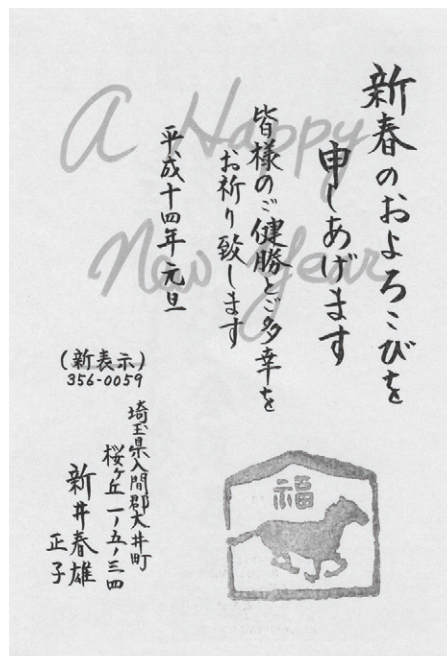 A Happy
New Year
新春のおよろこびを
申しあげます
皆様のご健勝とご多幸を
お祈り致します
平成十四年元旦
(新表示)
356-0059
埼玉県入間郡大井町
桜ヶ丘一ノ五ノ三四
新井春雄
正子
福